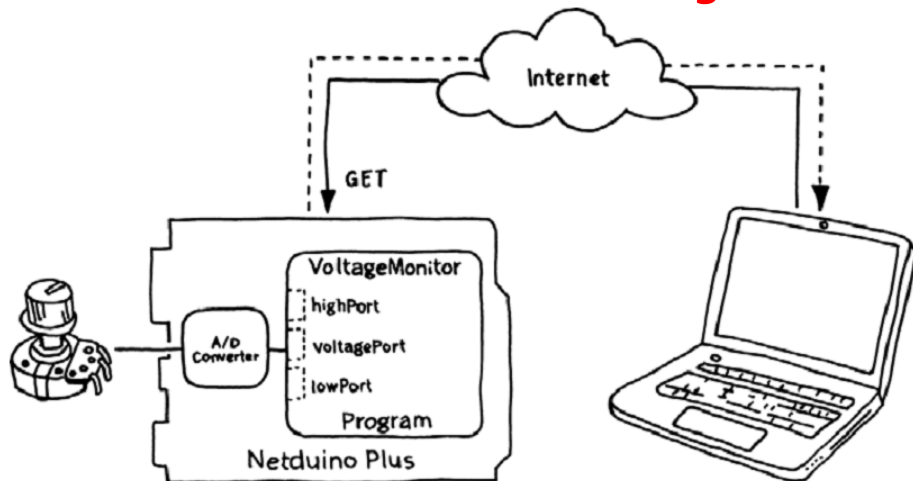 Internet
GET
VoltageMonitor
highPort
A/D
Converter
voltagePort
lowPort
Program
Netduino Plus